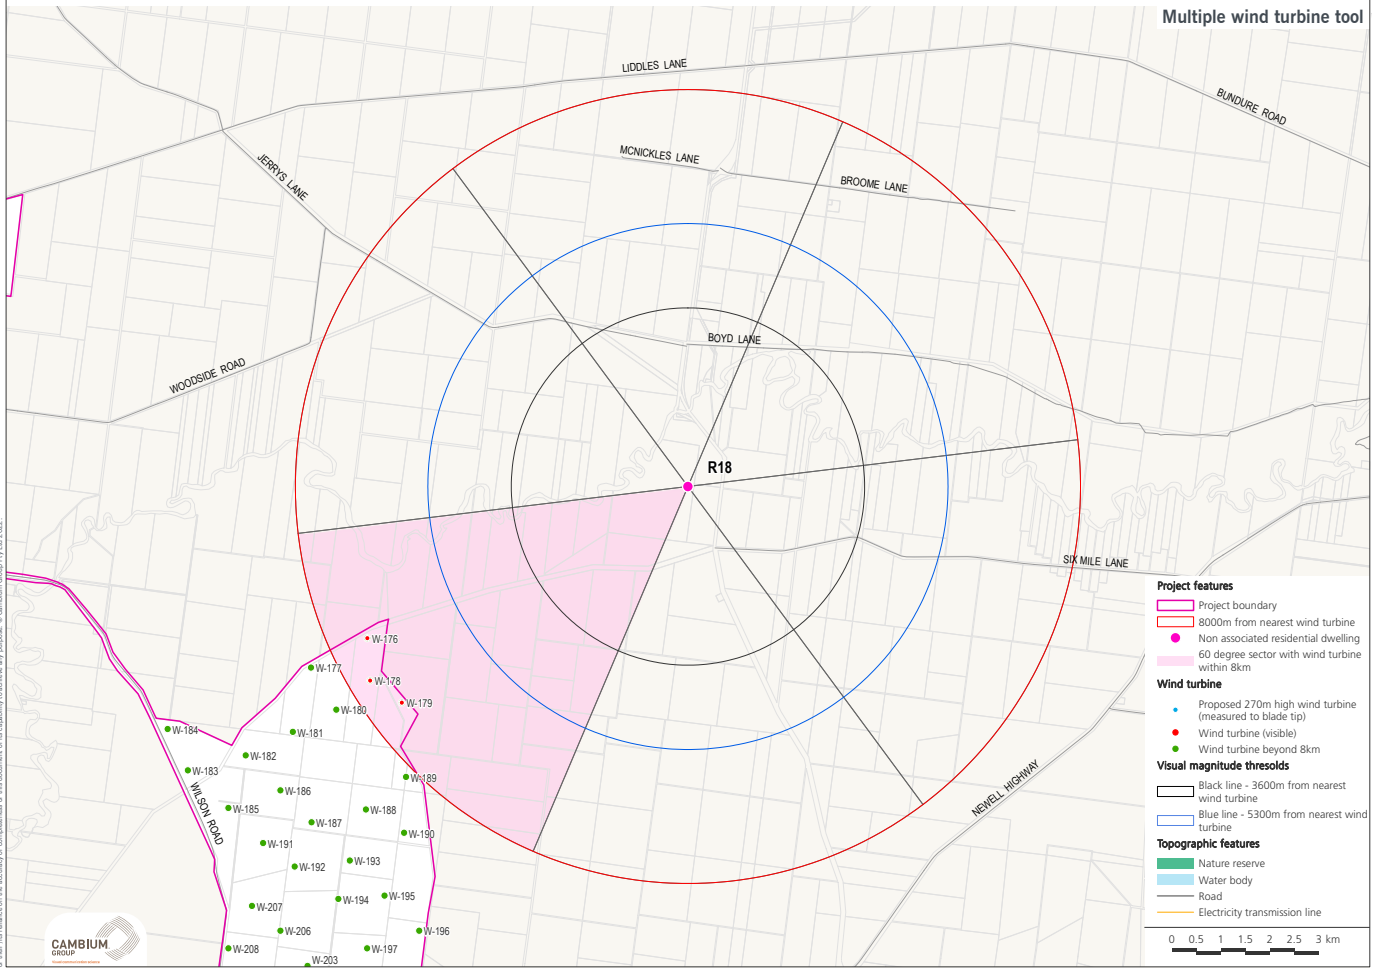 Multiple wind turbine tool
LIDDLES LANE
BUNDURE ROAD
MCNICKLES LANE
BROOME LANE
JERRYS LANE
BOYD LANE
WOODSIDE ROAD
R18
SIX MILE LANE
NEWELL HIGHWAY
WILSON ROAD
W-176
W-177
W-178
W-179
W-180
W-184
W-181
W-182
W-183
W-189
W-186
W-185
W-188
W-187
W-190
W-191
W-193
W-192
W-195
W-194
W-207
W-206
W-196
W-208
W-197
W-203
Project features
Project boundary
8000m from nearest wind turbine
Non associated residential dwelling
60 degree sector with wind turbine
within 8km
Wind turbine
Proposed 270m high wind turbine
(measured to blade tip)
Wind turbine (visible)
Wind turbine beyond 8km
Visual magnitude thresolds
Black line - 3600m from nearest
wind turbine
Blue line - 5300m from nearest wind
turbine
Topographic features
Nature reserve
Water body
Road
Electricity transmission line
0 0.5 1 1.5 2 2.5 3 km
CAMBIUM
GROUP